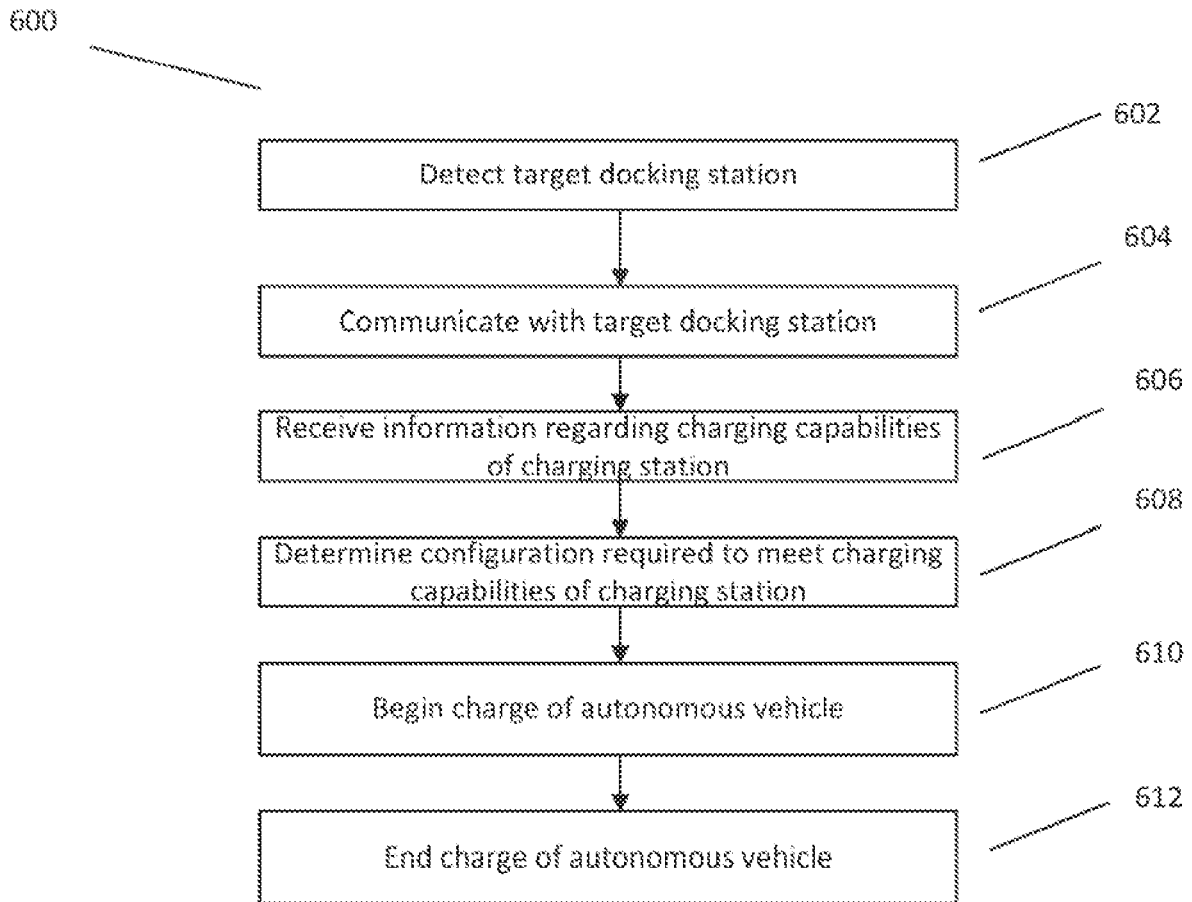 600
602
Detect target docking station
604
Communicate with target docking station
606
Receive information regarding charging capabilities
of charging station
608
Determine configuration required to meet charging
capabilities of charging station
610
Begin charge of autonomous vehicle
612
End charge of autonomous vehicle